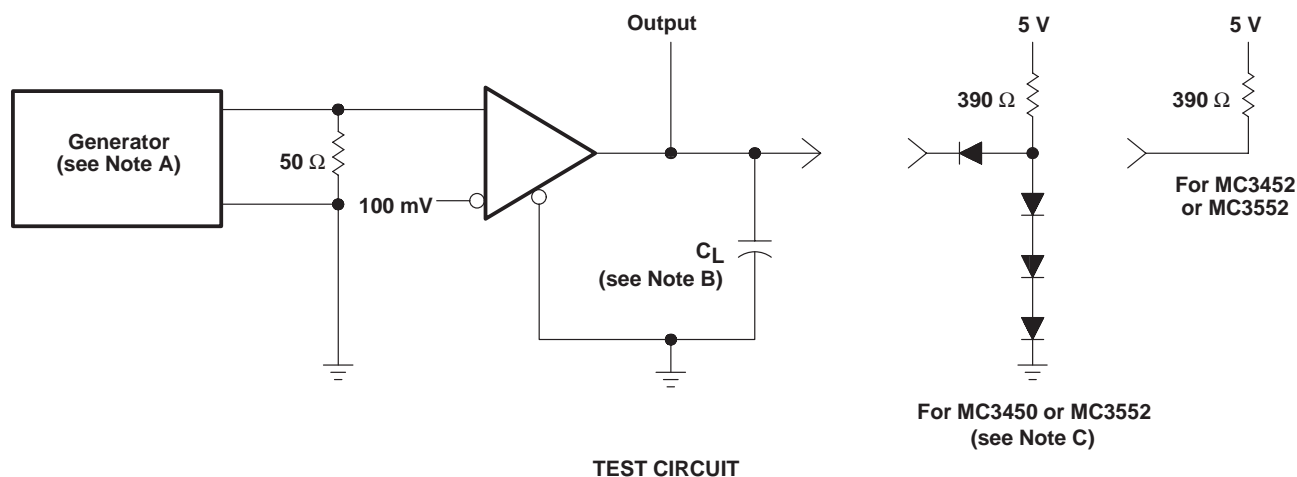 Output
5 V
5 V
390 Ω
390 Ω
Generator
(see Note A)
50 Ω
100 mV
CL
(see Note B)
For MC3452
or MC3552
For MC3450 or MC3552
(see Note C)
TEST CIRCUIT